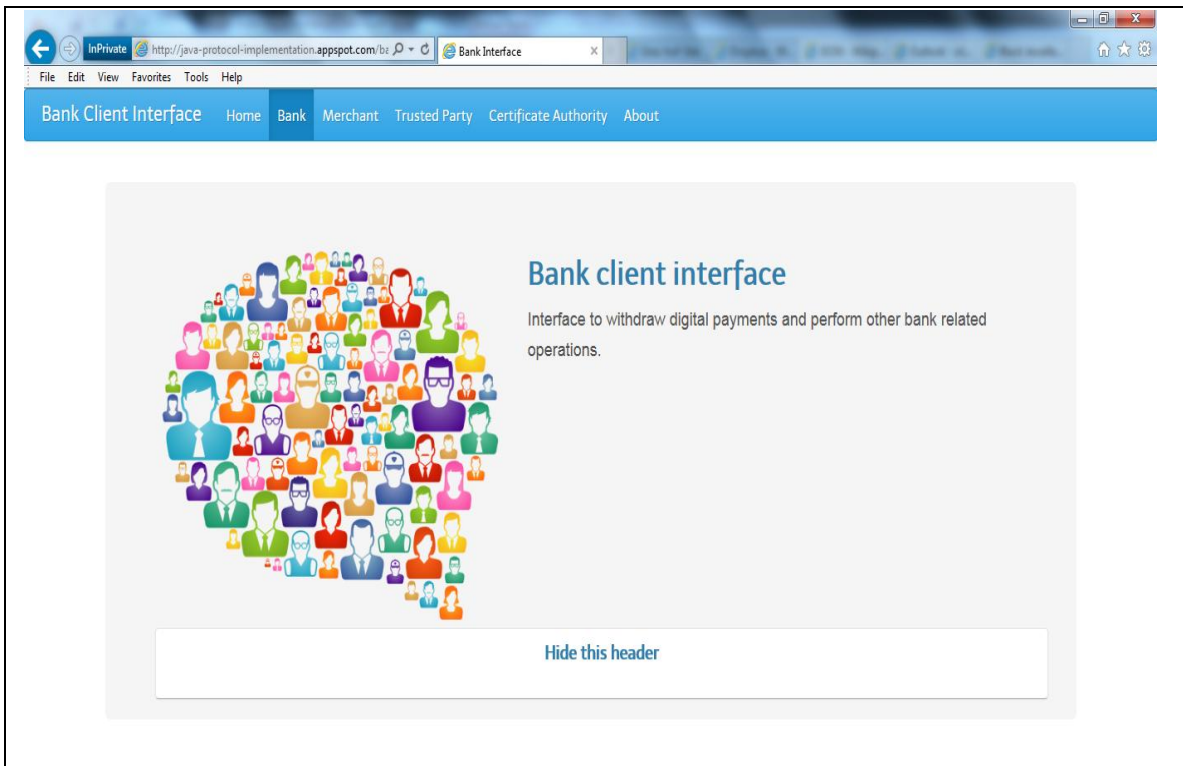 InPrivate http://java-protocol-implementation.appspot.com/ba Bank Interface
File Edit View Favorites Tools Help
Bank Client Interface Home Bank Merchant Trusted Party Certificate Authority About
Bank client interface
Interface to withdraw digital payments and perform other bank related
operations.
Hide this header